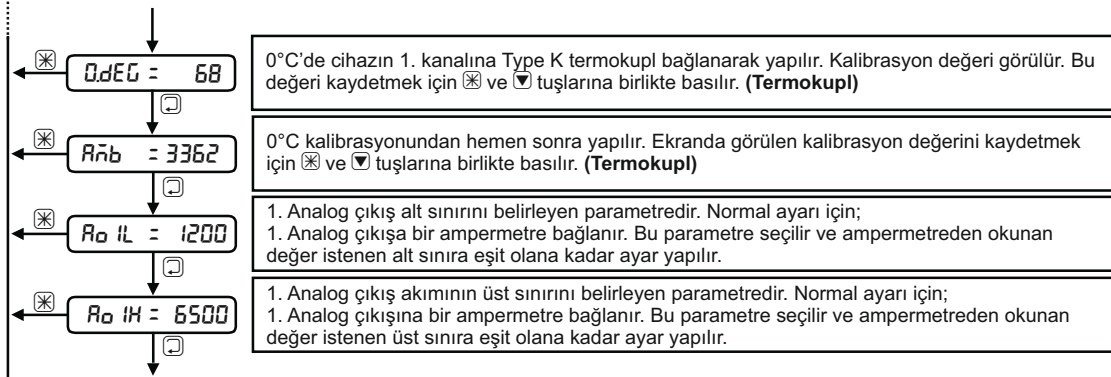 0.dEG = 68
0°C'de cihazın 1. kanalına Type K termokupl bağlanarak yapılır. Kalibrasyon değeri görülür. Bu
değeri kaydetmek için ve tuşlarına birlikte basılır. (Termokupl)
Amb = 3362
0°C kalibrasyonundan hemen sonra yapılır. Ekranda görülen kalibrasyon değerini kaydetmek
için ve tuşlarına birlikte basılır. (Termokupl)
Ao 1L = 1200
1. Analog çıkış alt sınırını belirleyen parametredir. Normal ayarı için;
1. Analog çıkışa bir ampermetre bağlanır. Bu parametre seçilir ve ampermetreden okunan
değer istenen alt sınıra eşit olana kadar ayar yapılır.
Ao 1H = 6500
1. Analog çıkış akımının üst sınırını belirleyen parametredir. Normal ayarı için;
1. Analog çıkışına bir ampermetre bağlanır. Bu parametre seçilir ve ampermetreden okunan
değer istenen üst sınıra eşit olana kadar ayar yapılır.